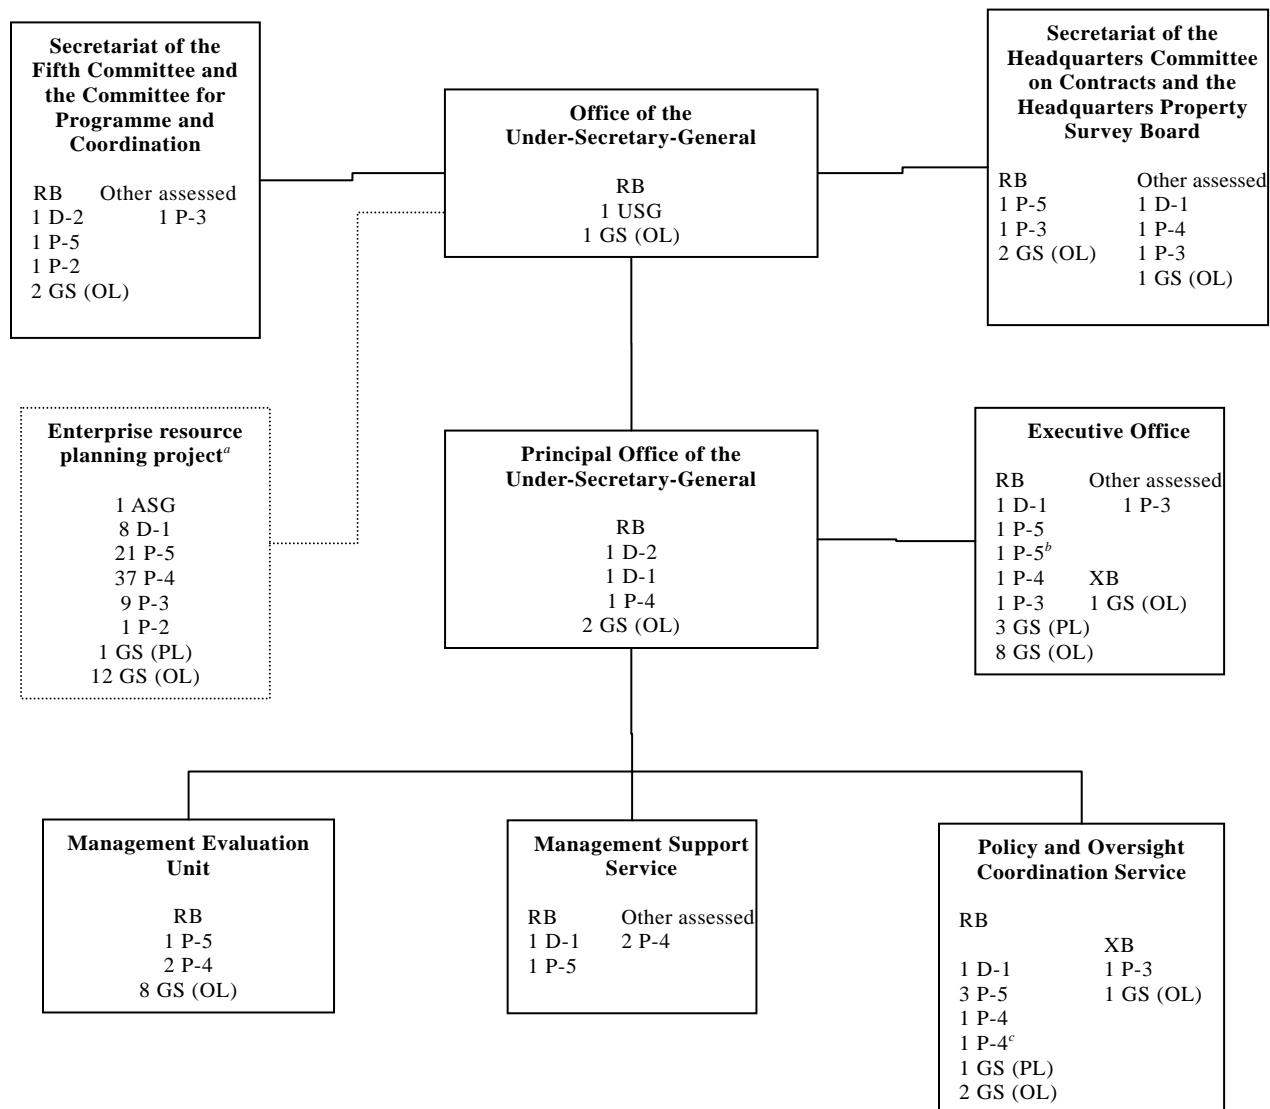 Secretariat of the
Fifth Committee and
the Committee for
Programme and
Coordination
RB Other assessed
1 D-2 1 P-3
1 P-5
1 P-2
2 GS (OL)
Office of the
Under-Secretary-General
RB
1 USG
1 GS (OL)
Secretariat of the
Headquarters Committee
on Contracts and the
Headquarters Property
Survey Board
RB Other assessed
1 P-5 1 D-1
1 P-3 1 P-4
2 GS (OL) 1 P-3
1 GS (OL)
Enterprise resource
planning project^a
1 ASG
8 D-1
21 P-5
37 P-4
9 P-3
1 P-2
1 GS (PL)
12 GS (OL)
Principal Office of the
Under-Secretary-General
RB
1 D-2
1 D-1
1 P-4
2 GS (OL)
Executive Office
RB Other assessed
1 D-1 1 P-3
1 P-5
1 P-5^b
1 P-4 XB
1 P-3 1 GS (OL)
3 GS (PL)
8 GS (OL)
Management Evaluation
Unit
RB
1 P-5
2 P-4
8 GS (OL)
Management Support
Service
RB Other assessed
1 D-1 2 P-4
1 P-5
Policy and Oversight
Coordination Service
RB
XB
1 D-1 1 P-3
3 P-5 1 GS (OL)
1 P-4
1 P-4^c
1 GS (PL)
2 GS (OL)